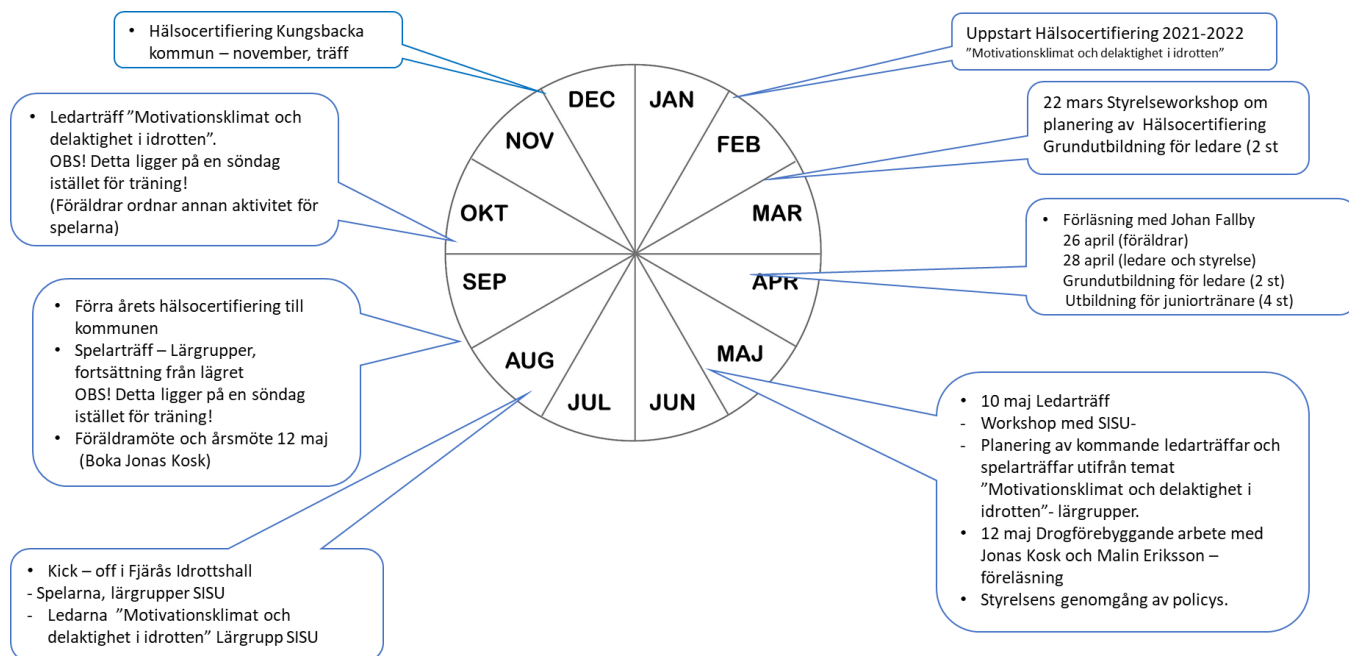 • Hälsocertifiering Kungsbacka
kommun – november, träff
Uppstart Hälsocertifiering 2021-2022
”Motivationsklimat och delaktighet i idrotten”
22 mars Styrelseworkshop om
planering av Hälsocertifiering
Grundutbildning för ledare (2 st
• Ledarträff ”Motivationsklimat och
delaktighet i idrotten”.
OBS! Detta ligger på en söndag
istället för träning!
(Föräldrar ordnar annan aktivitet för
spelarna)
DEC
JAN
NOV
FEB
OKT
MAR
SEP
APR
AUG
MAJ
JUL
JUN
• Förläsning med Johan Fallby
26 april (föräldrar)
28 april (ledare och styrelse)
Grundutbildning för ledare (2 st)
Utbildning för juniortränare (4 st)
• Förra årets hälsocertifiering till
kommunen
• Spelarträff – Lärgrupper,
fortsättning från lägret
OBS! Detta ligger på en söndag
istället för träning!
• Föräldramöte och årsmöte 12 maj
(Boka Jonas Kosk)
• 10 maj Ledarträff
- Workshop med SISU-
- Planering av kommande ledarträffar och
spelarträffar utifrån temat
”Motivationsklimat och delaktighet i
idrotten”- lärgrupper.
• 12 maj Drogförebyggande arbete med
Jonas Kosk och Malin Eriksson –
föreläsning
• Styrelsens genomgång av policys.
• Kick – off i Fjärås Idrottshall
- Spelarna, lärgrupper SISU
- Ledarna ”Motivationsklimat och
delaktighet i idrotten” Lärgrupp SISU